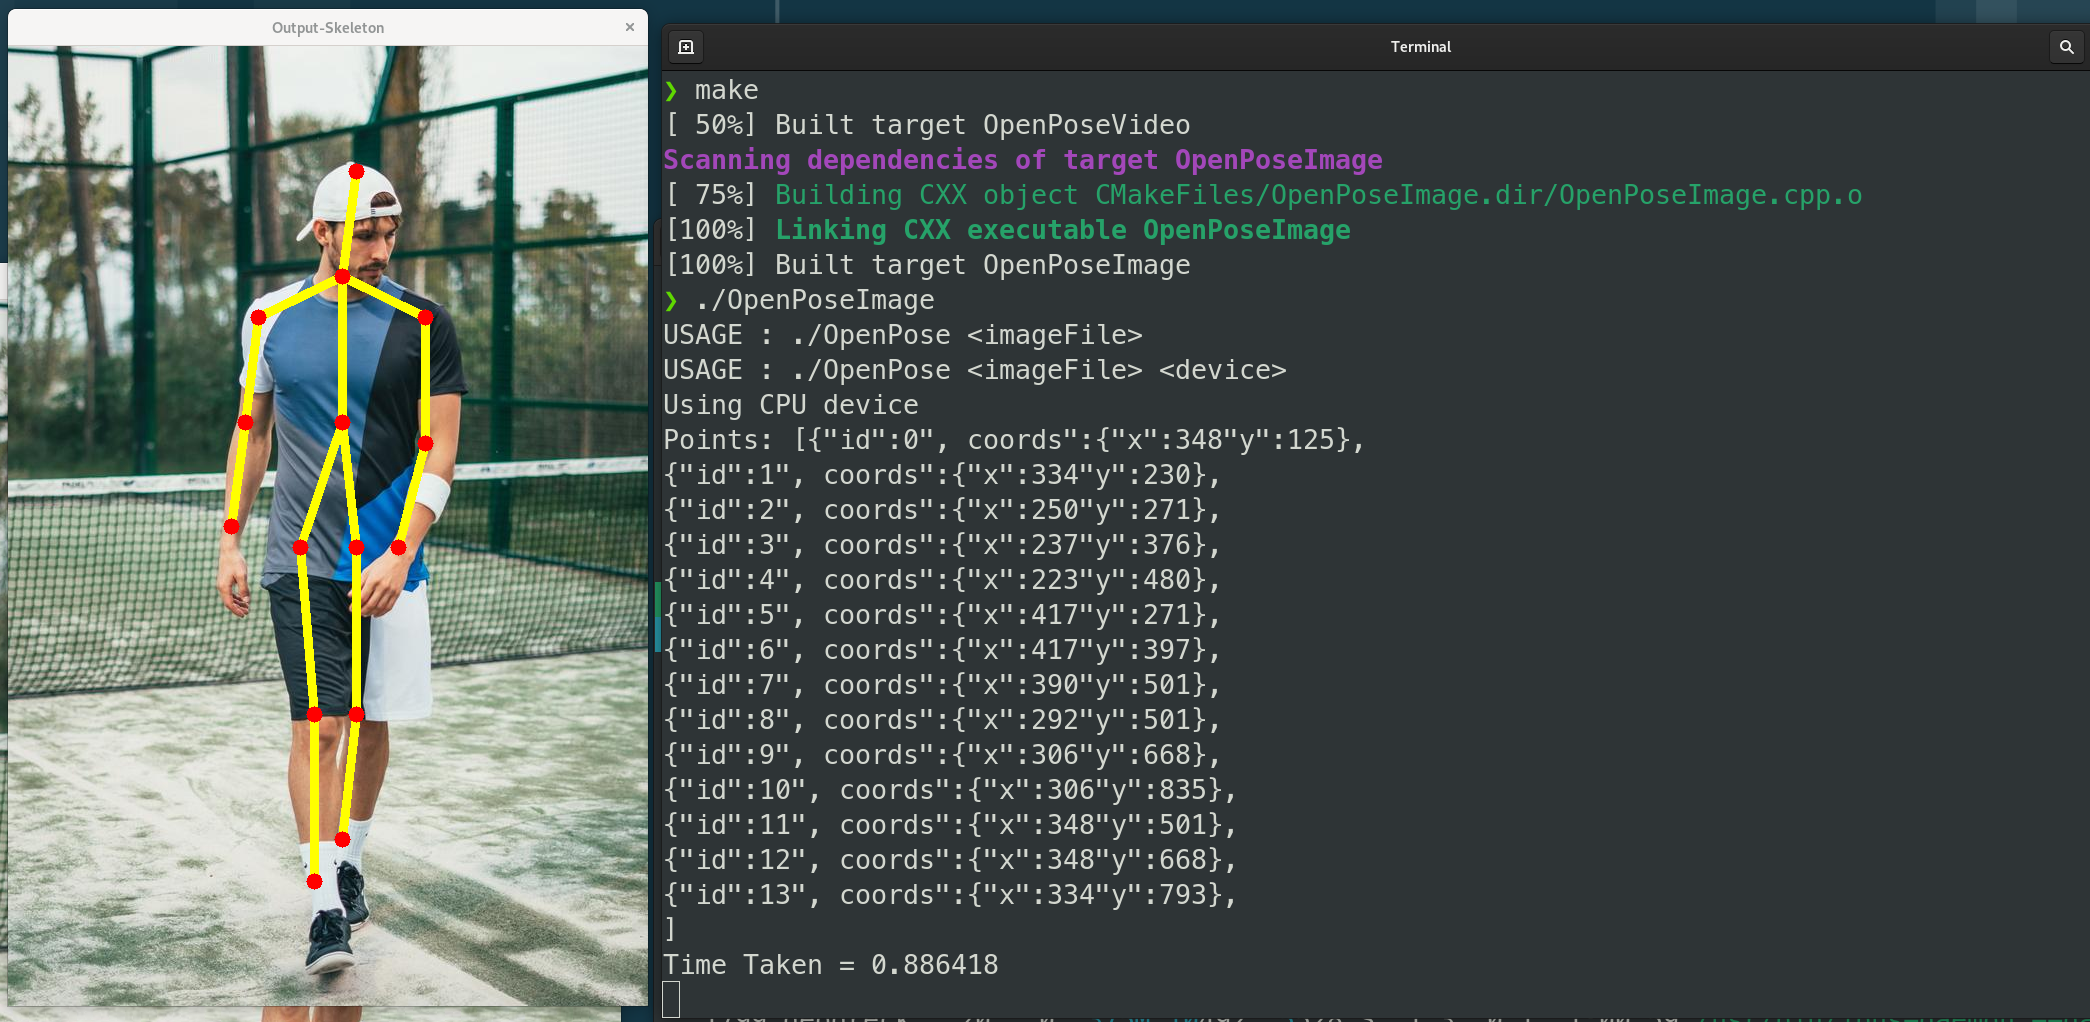 Output-Skeleton
Terminal
❯ make
[ 50%] Built target OpenPoseVideo
Scanning dependencies of target OpenPoseImage
[ 75%] Building CXX object CMakeFiles/OpenPoseImage.dir/OpenPoseImage.cpp.o
[100%] Linking CXX executable OpenPoseImage
[100%] Built target OpenPoseImage
❯ ./OpenPoseImage
USAGE : ./OpenPose <imageFile>
USAGE : ./OpenPose <imageFile> <device>
Using CPU device
Points: [{"id":0", coords":{"x":348"y":125},
{"id":1", coords":{"x":334"y":230},
{"id":2", coords":{"x":250"y":271},
{"id":3", coords":{"x":237"y":376},
{"id":4", coords":{"x":223"y":480},
{"id":5", coords":{"x":417"y":271},
{"id":6", coords":{"x":417"y":397},
{"id":7", coords":{"x":390"y":501},
{"id":8", coords":{"x":292"y":501},
{"id":9", coords":{"x":306"y":668},
{"id":10", coords":{"x":306"y":835},
{"id":11", coords":{"x":348"y":501},
{"id":12", coords":{"x":348"y":668},
{"id":13", coords":{"x":334"y":793},
]
Time Taken = 0.886418